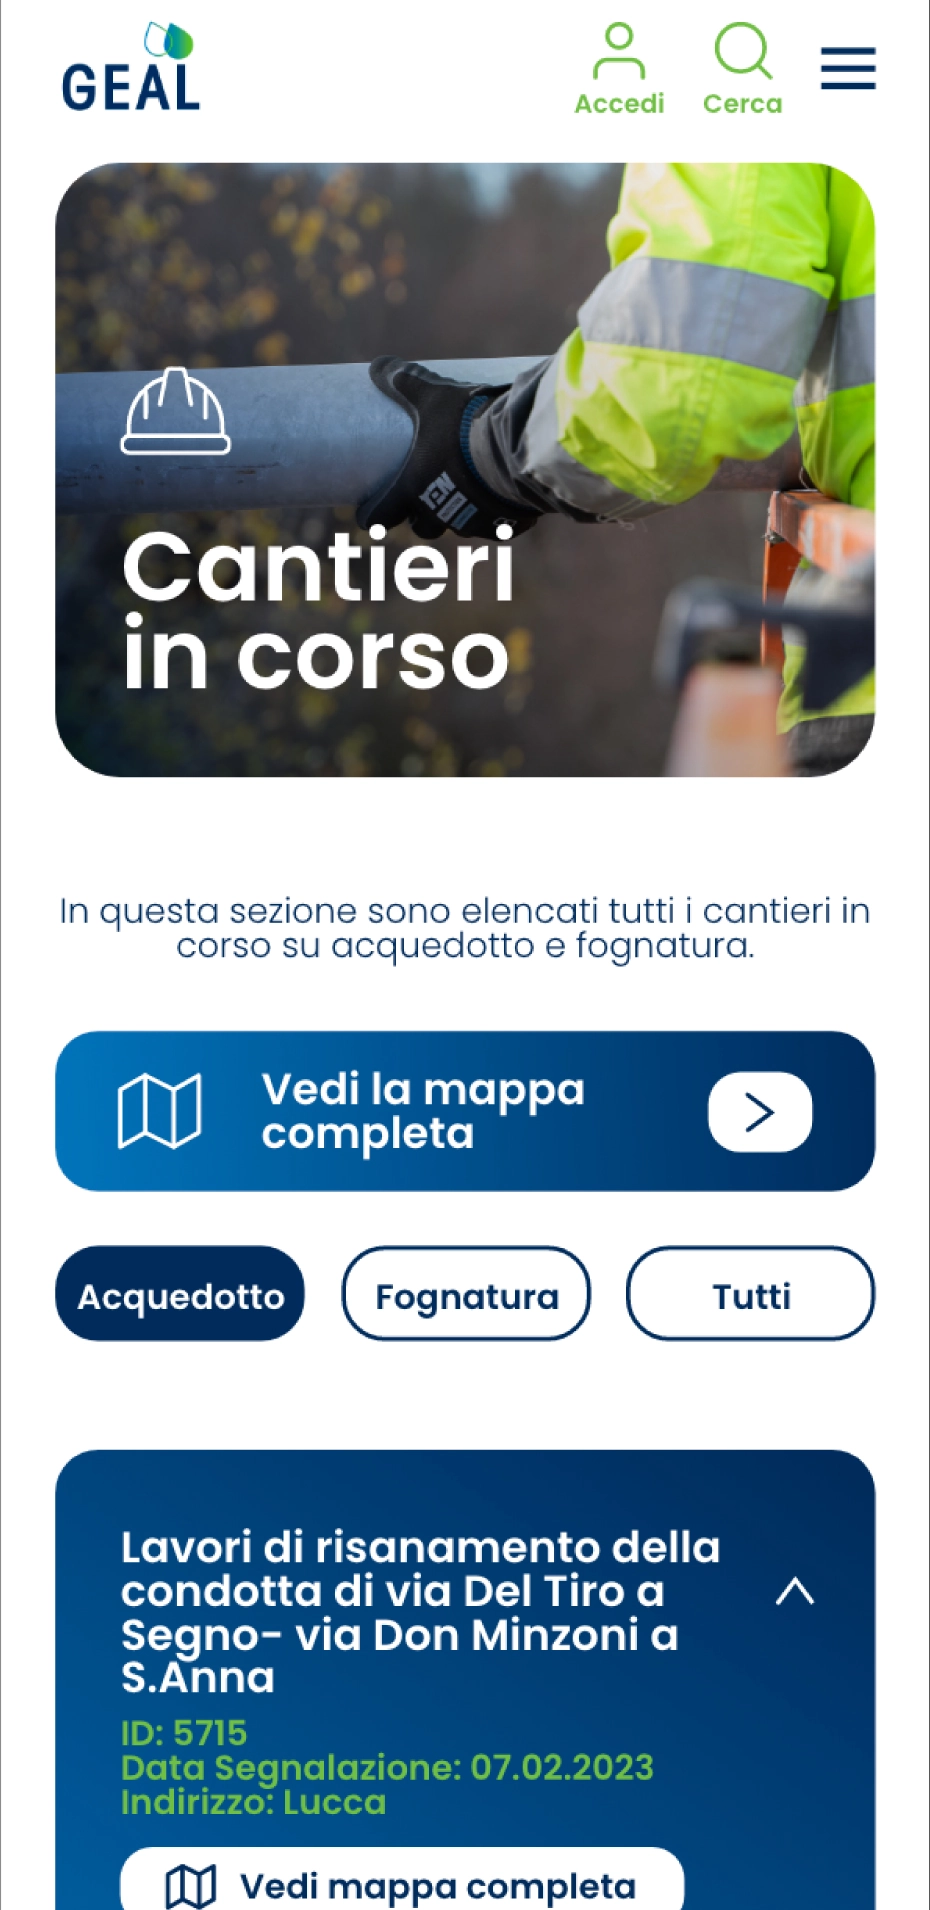 GEAL
Accedi
Cerca
Cantieri
in corso
In questa sezione sono elencati tutti i cantieri in
corso su acquedotto e fognatura.
Vedi la mappa
completa
Acquedotto
Fognatura
Tutti
Lavori di risanamento della
condotta di via Del Tiro a
Segno- via Don Minzoni a
S.Anna
ID: 5715
Data Segnalazione: 07.02.2023
Indirizzo: Lucca
Vedi mappa completa